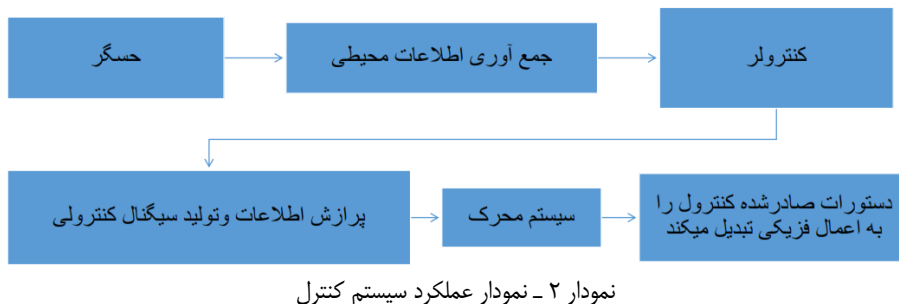 حسگر
جمع آوری اطلاعات محیطی
کنترولر
پرازش اطلاعات وتولید سیگنال کنترولی
سیستم محرک
دستورات صادرشده کنترول را
به اعمال فزیکی تبدیل میکند
نمودار ۲ ـ نمودار عملکرد سیستم کنترل